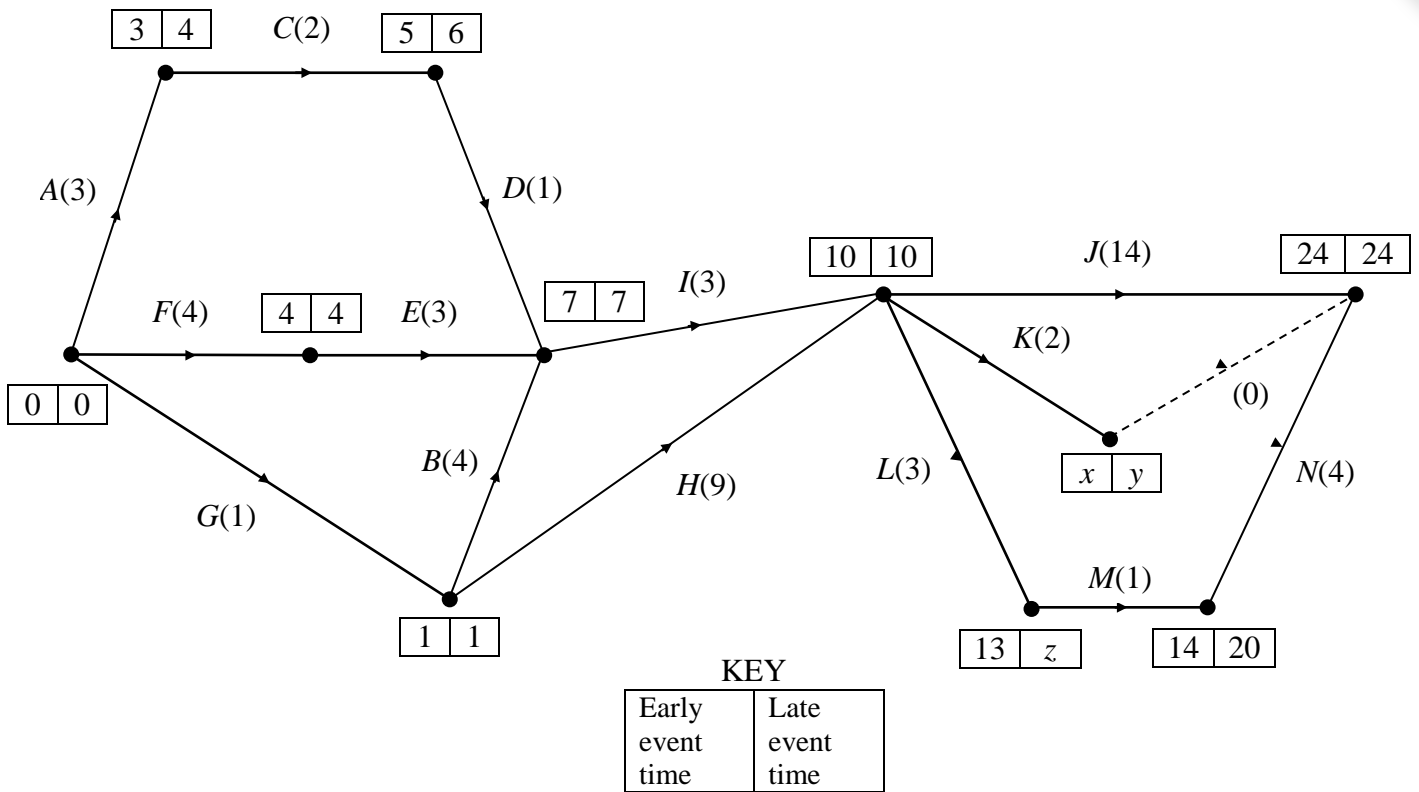 3 4 C(2) 5 6
A(3) D(1)
F(4) 4 4 E(3) 7 7 I(3) 10 10 J(14) 24 24
0 0 K(2) (0)
G(1) B(4) H(9) L(3) x y N(4)
1 1 M(1)
13 z 14 20
KEY
Early Late
event event
time time